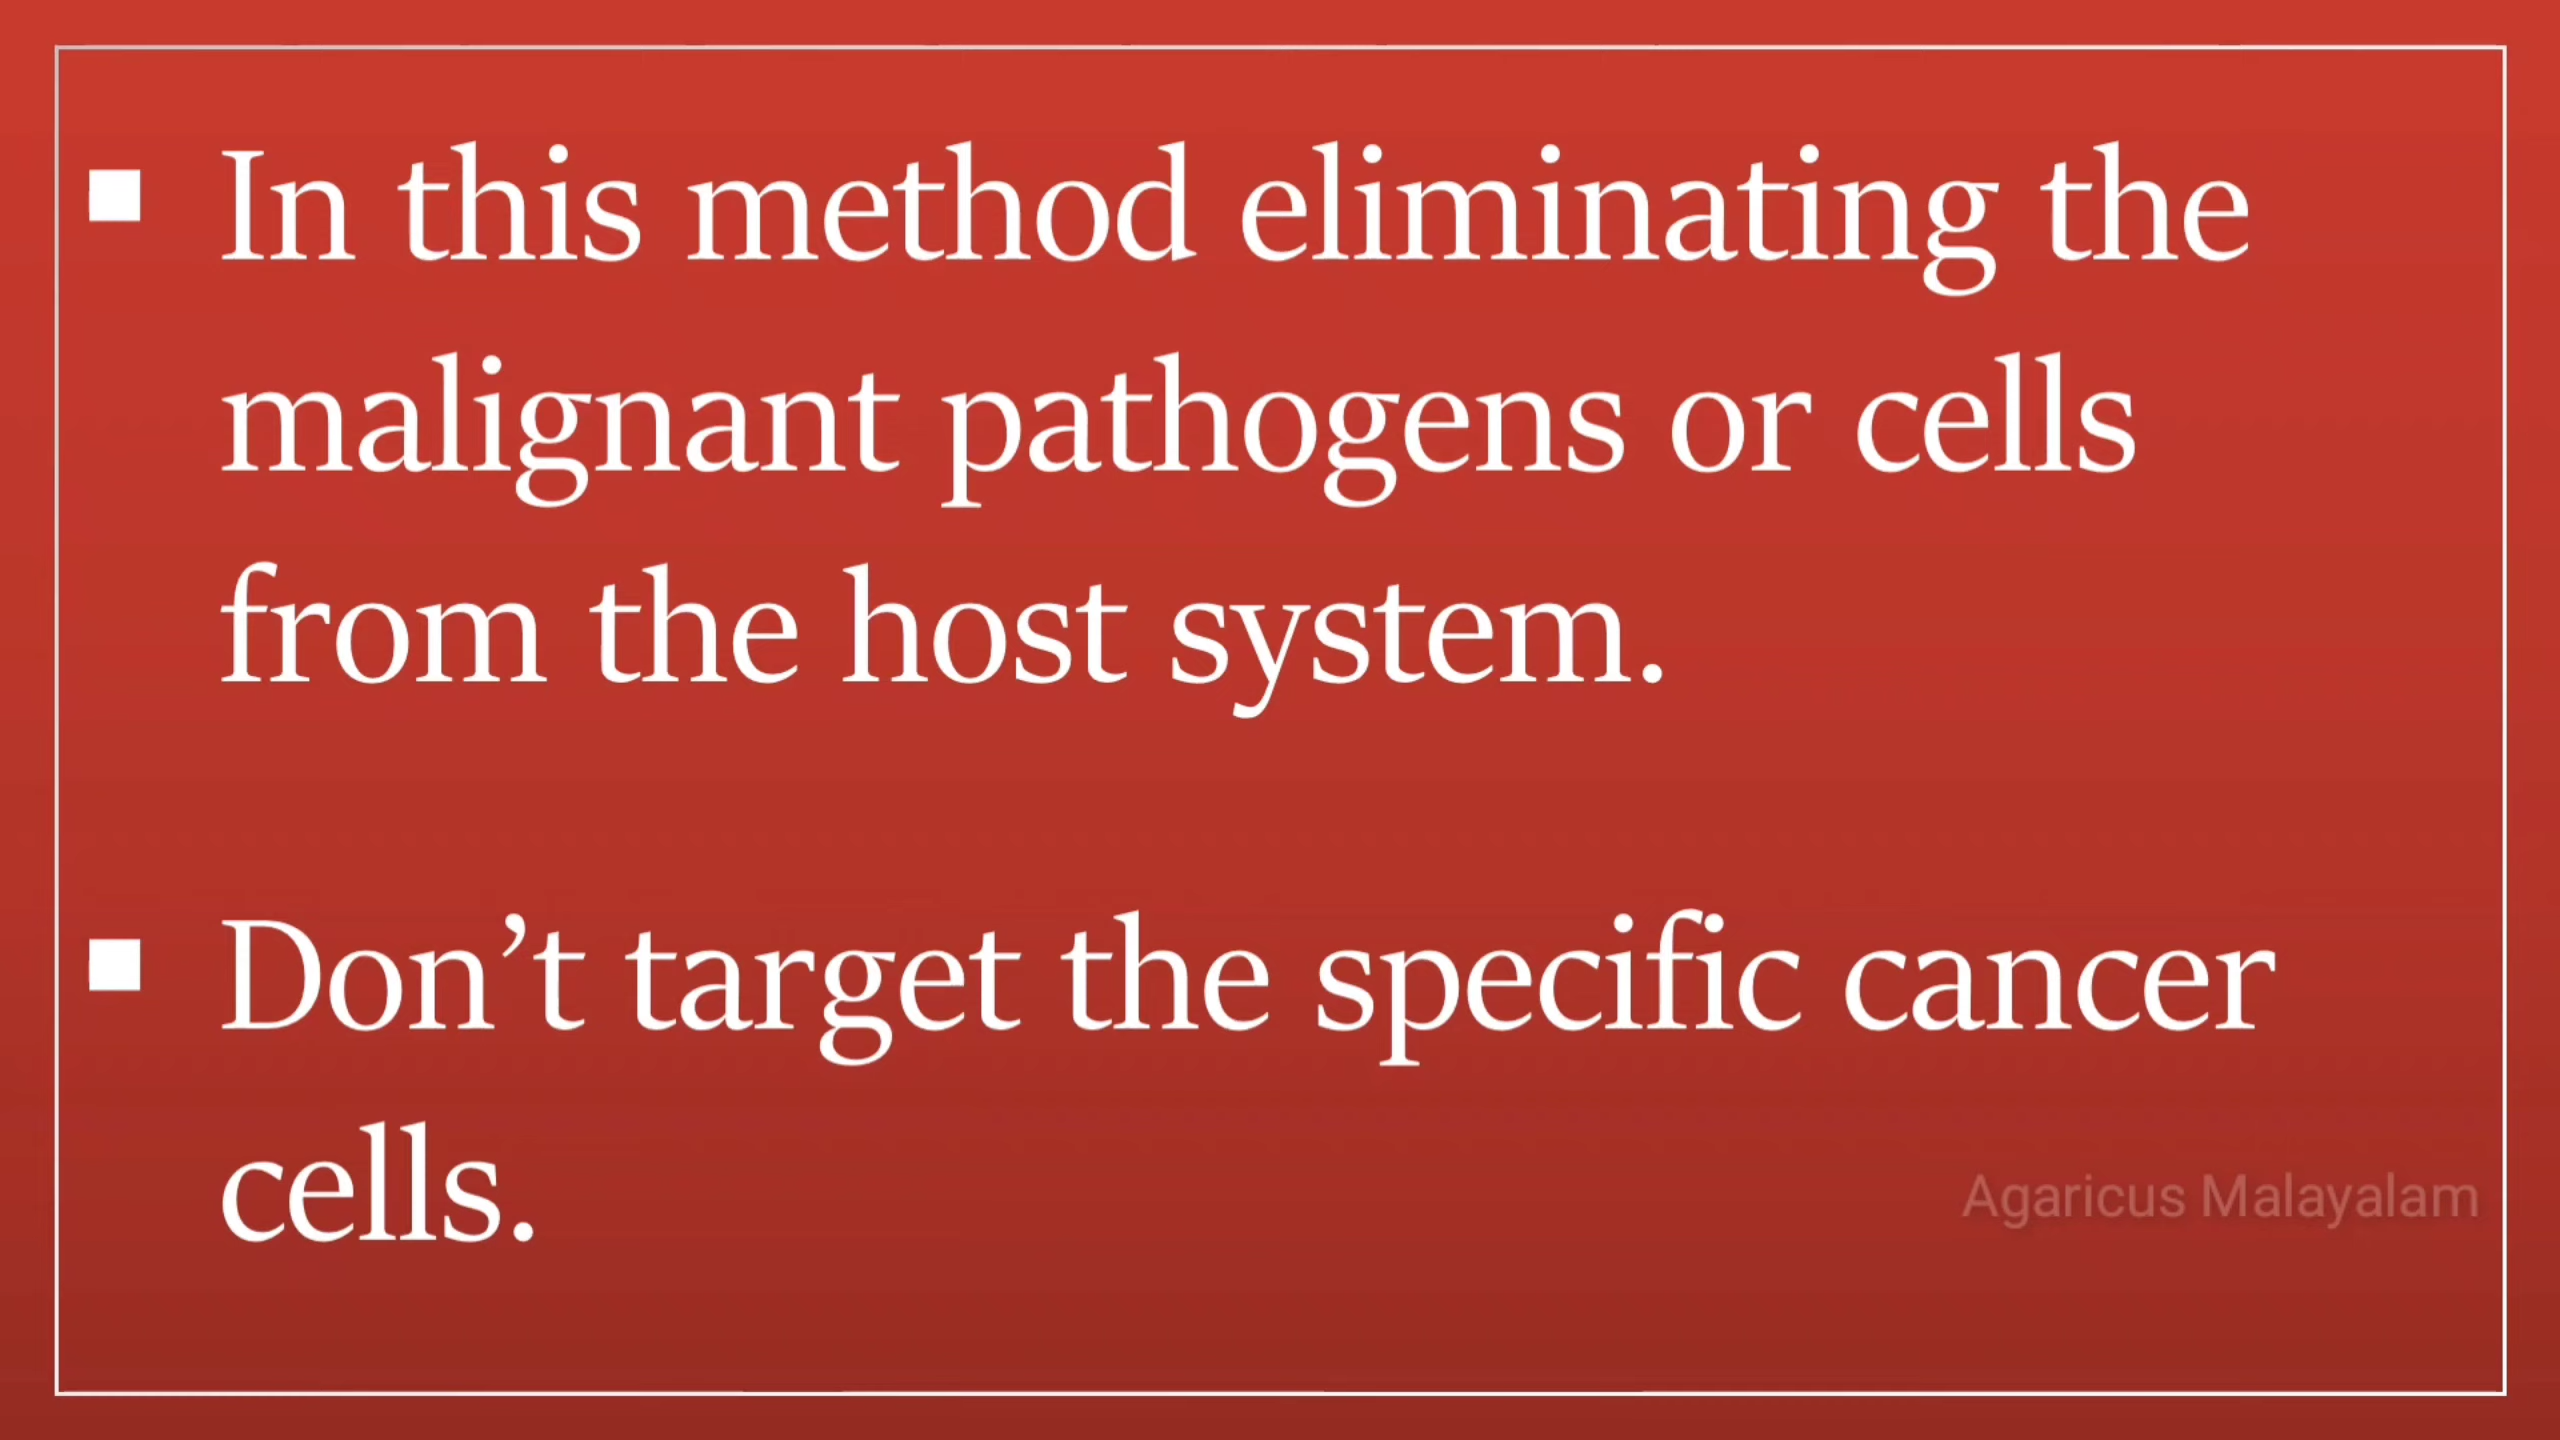 ▪ In this method eliminating the
malignant pathogens or cells
from the host system.
▪ Don’t target the specific cancer
cells.
Agaricus Malayalam